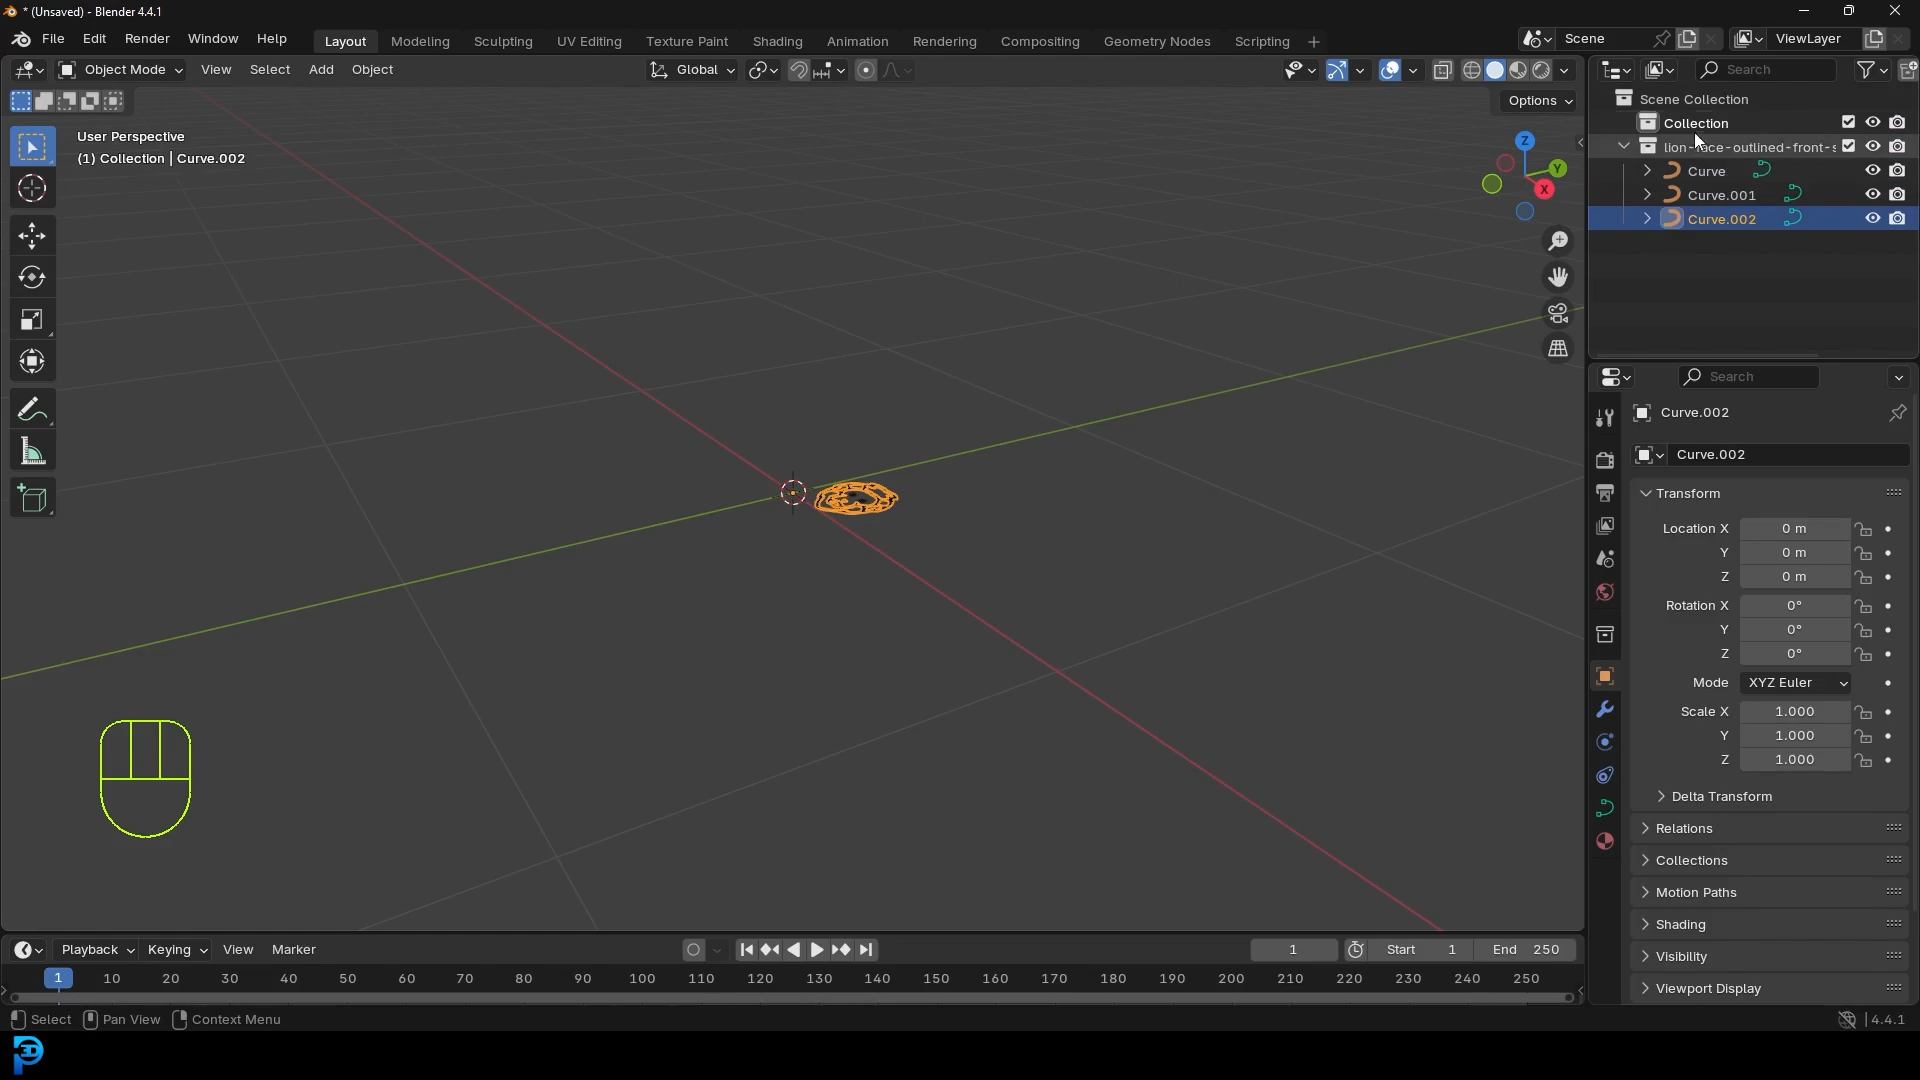 * (Unsaved) - Blender 4.4.1
File Edit Render Window Help
Layout Modeling Sculpting UV Editing Texture Paint Shading Animation Rendering Compositing Geometry Nodes Scripting +
Scene
ViewLayer
Object Mode View Select Add Object
Global
Search
Options
User Perspective
(1) Collection | Curve.002
Z
Y
X
Scene Collection
Collection
lion-face-outlined-front-s
Curve
Curve.001
Curve.002
Search
Curve.002
Curve.002
Transform
Location X 0 m
Y 0 m
Z 0 m
Rotation X 0°
Y 0°
Z 0°
Mode XYZ Euler
Scale X 1.000
Y 1.000
Z 1.000
Delta Transform
Relations
Collections
Motion Paths
Shading
Visibility
Viewport Display
Playback Keying View Marker
1
Start 1
End 250
1 10 20 30 40 50 60 70 80 90 100 110 120 130 140 150 160 170 180 190 200 210 220 230 240 250
Select Pan View Context Menu
4.4.1
3D